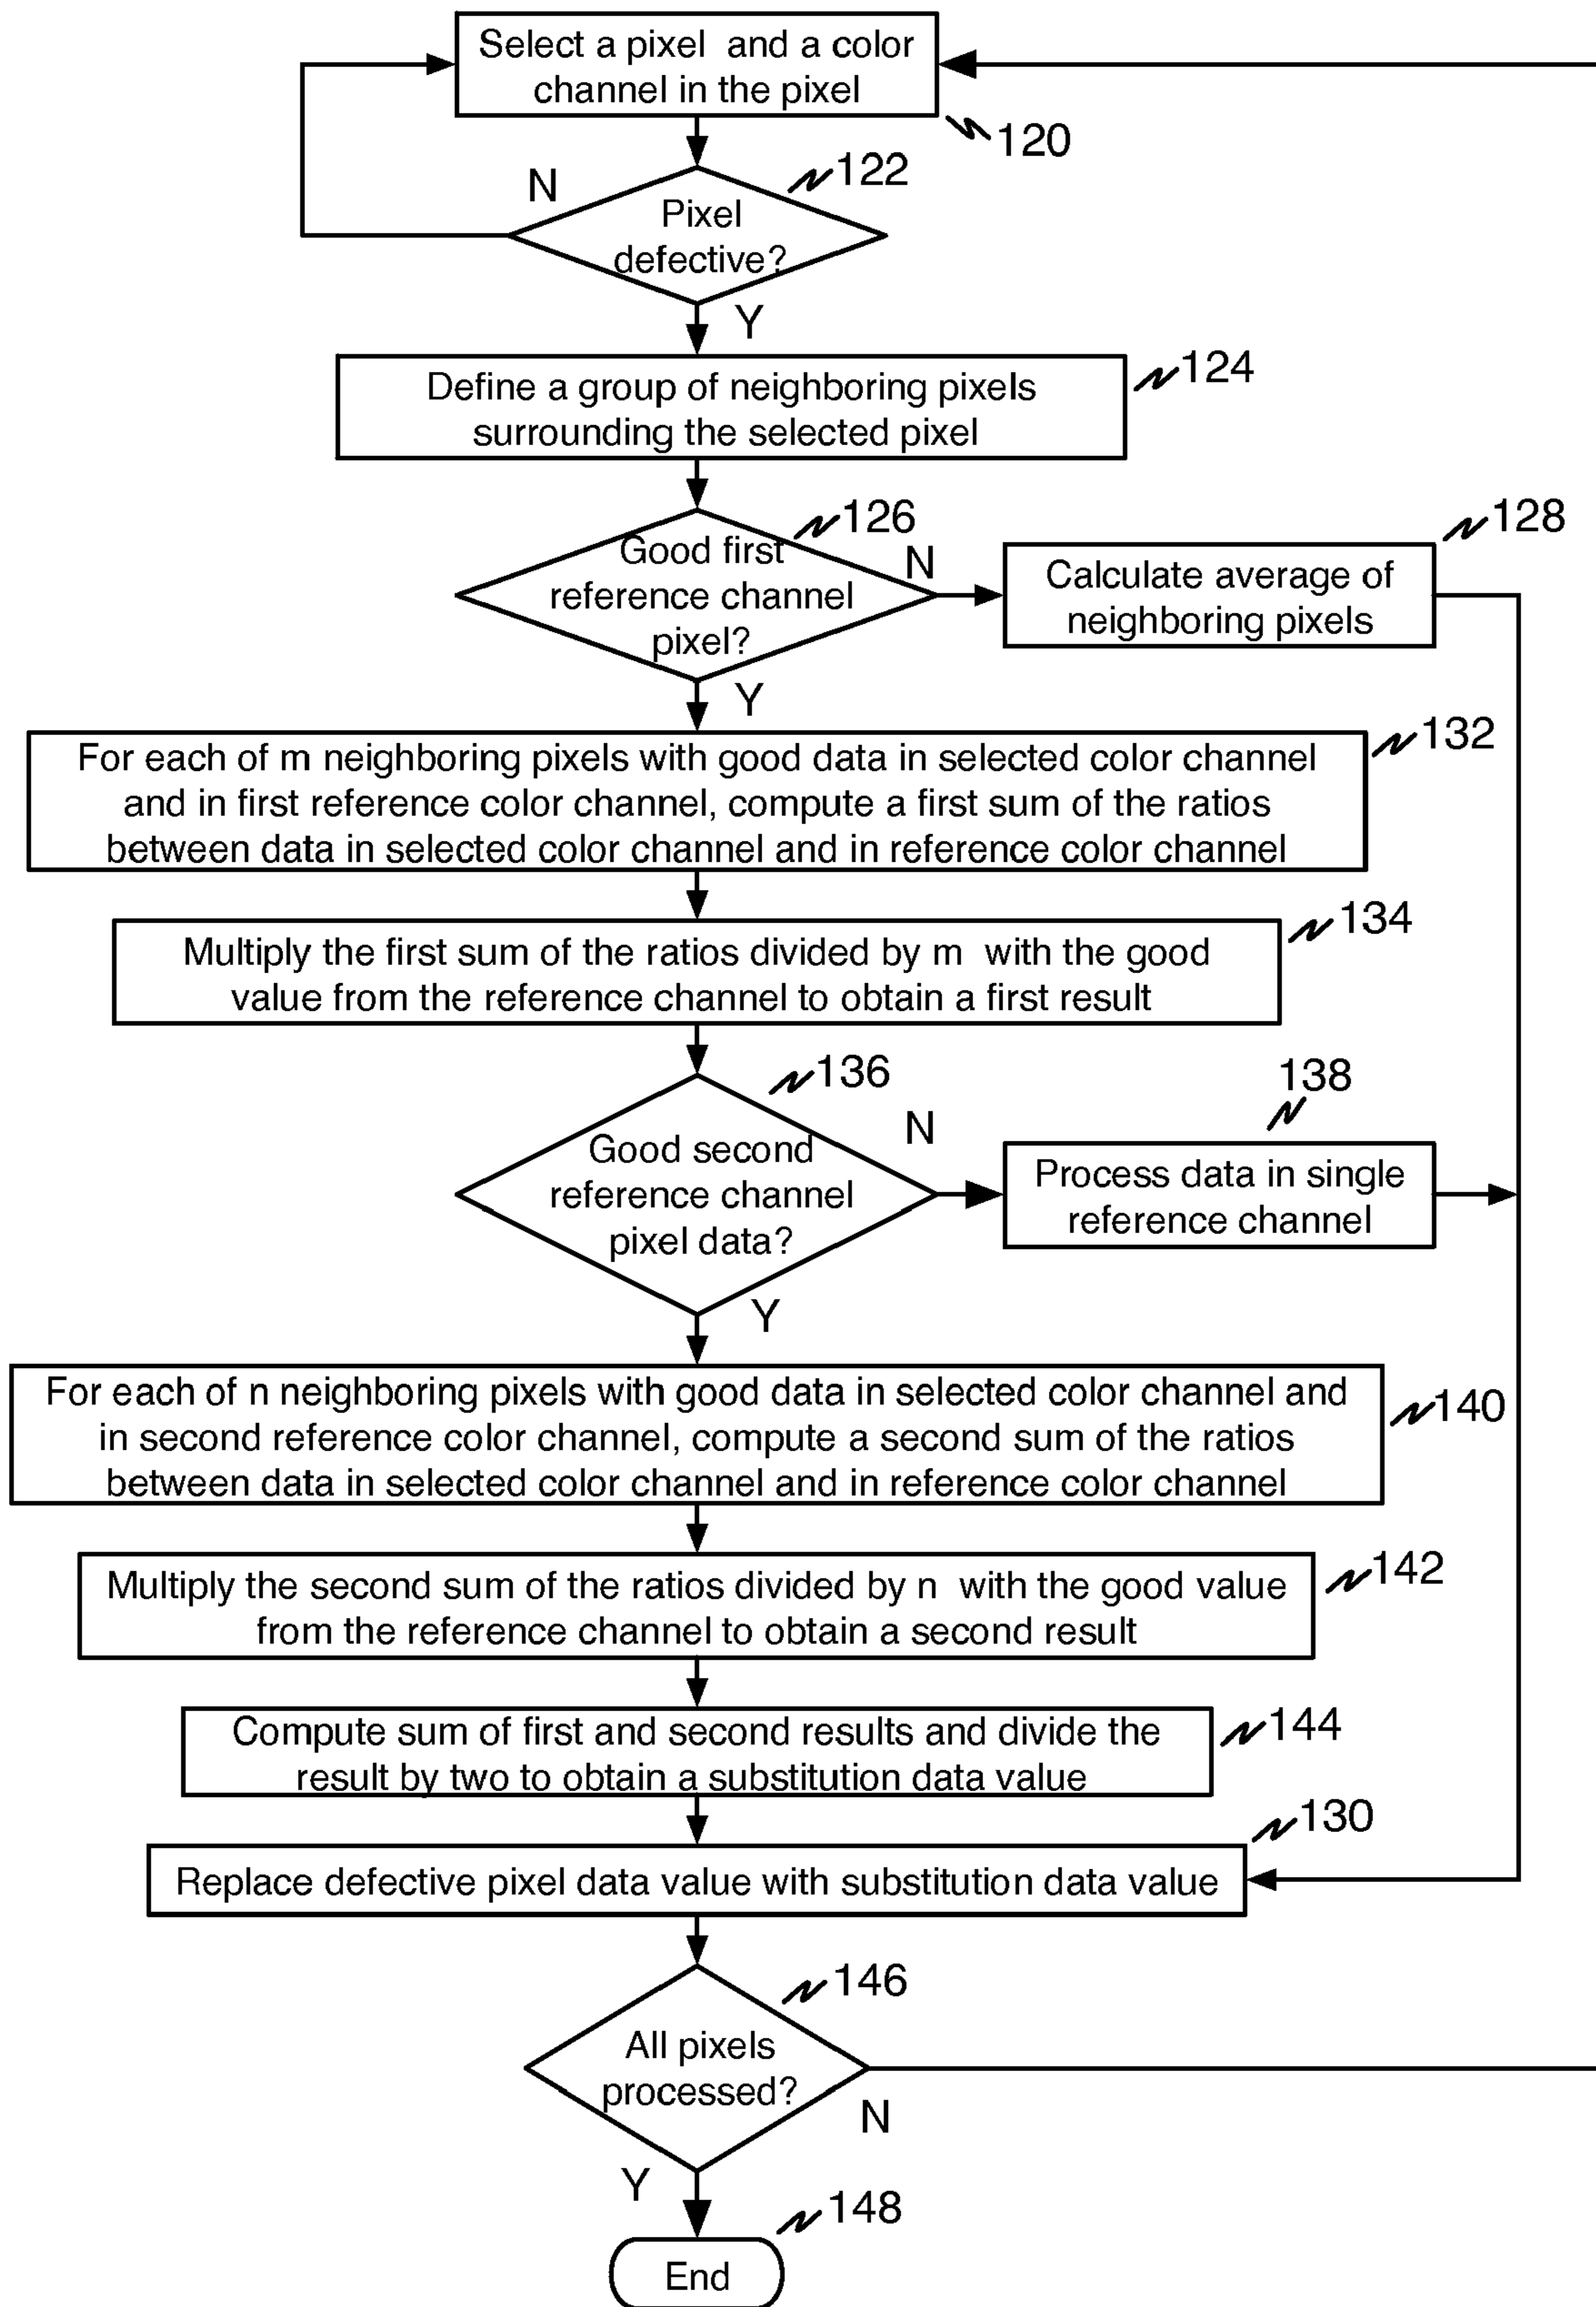 Select a pixel and a color
channel in the pixel
120
122
N
Pixel
defective?
Y
124
Define a group of neighboring pixels
surrounding the selected pixel
126
128
Good first
reference channel
pixel?
N
Calculate average of
neighboring pixels
Y
132
For each of m neighboring pixels with good data in selected color channel
and in first reference color channel, compute a first sum of the ratios
between data in selected color channel and in reference color channel
134
Multiply the first sum of the ratios divided by m with the good
value from the reference channel to obtain a first result
136
138
N
Good second
reference channel
pixel data?
Process data in single
reference channel
Y
For each of n neighboring pixels with good data in selected color channel and
in second reference color channel, compute a second sum of the ratios
between data in selected color channel and in reference color channel
140
142
Multiply the second sum of the ratios divided by n with the good value
from the reference channel to obtain a second result
144
Compute sum of first and second results and divide the
result by two to obtain a substitution data value
130
Replace defective pixel data value with substitution data value
146
All pixels
processed?
N
Y
148
End